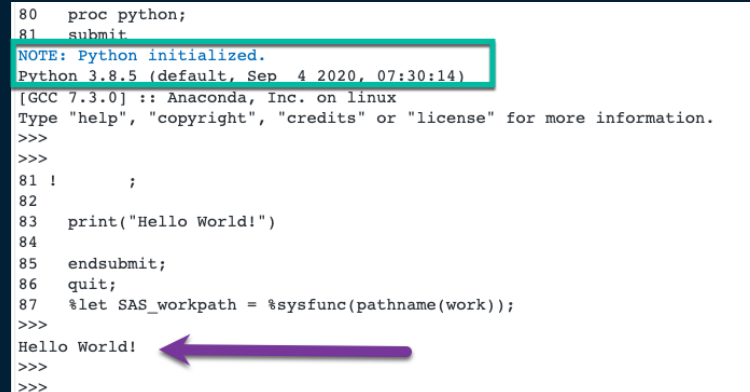 80   proc python;
81   submit
NOTE: Python initialized.
Python 3.8.5 (default, Sep  4 2020, 07:30:14)
[GCC 7.3.0] :: Anaconda, Inc. on linux
Type "help", "copyright", "credits" or "license" for more information.
>>>
>>>
81 !      ;
82
83   print("Hello World!")
84
85   endsubmit;
86   quit;
87   %let SAS_workpath = %sysfunc(pathname(work));
>>>
Hello World!
>>>
>>>